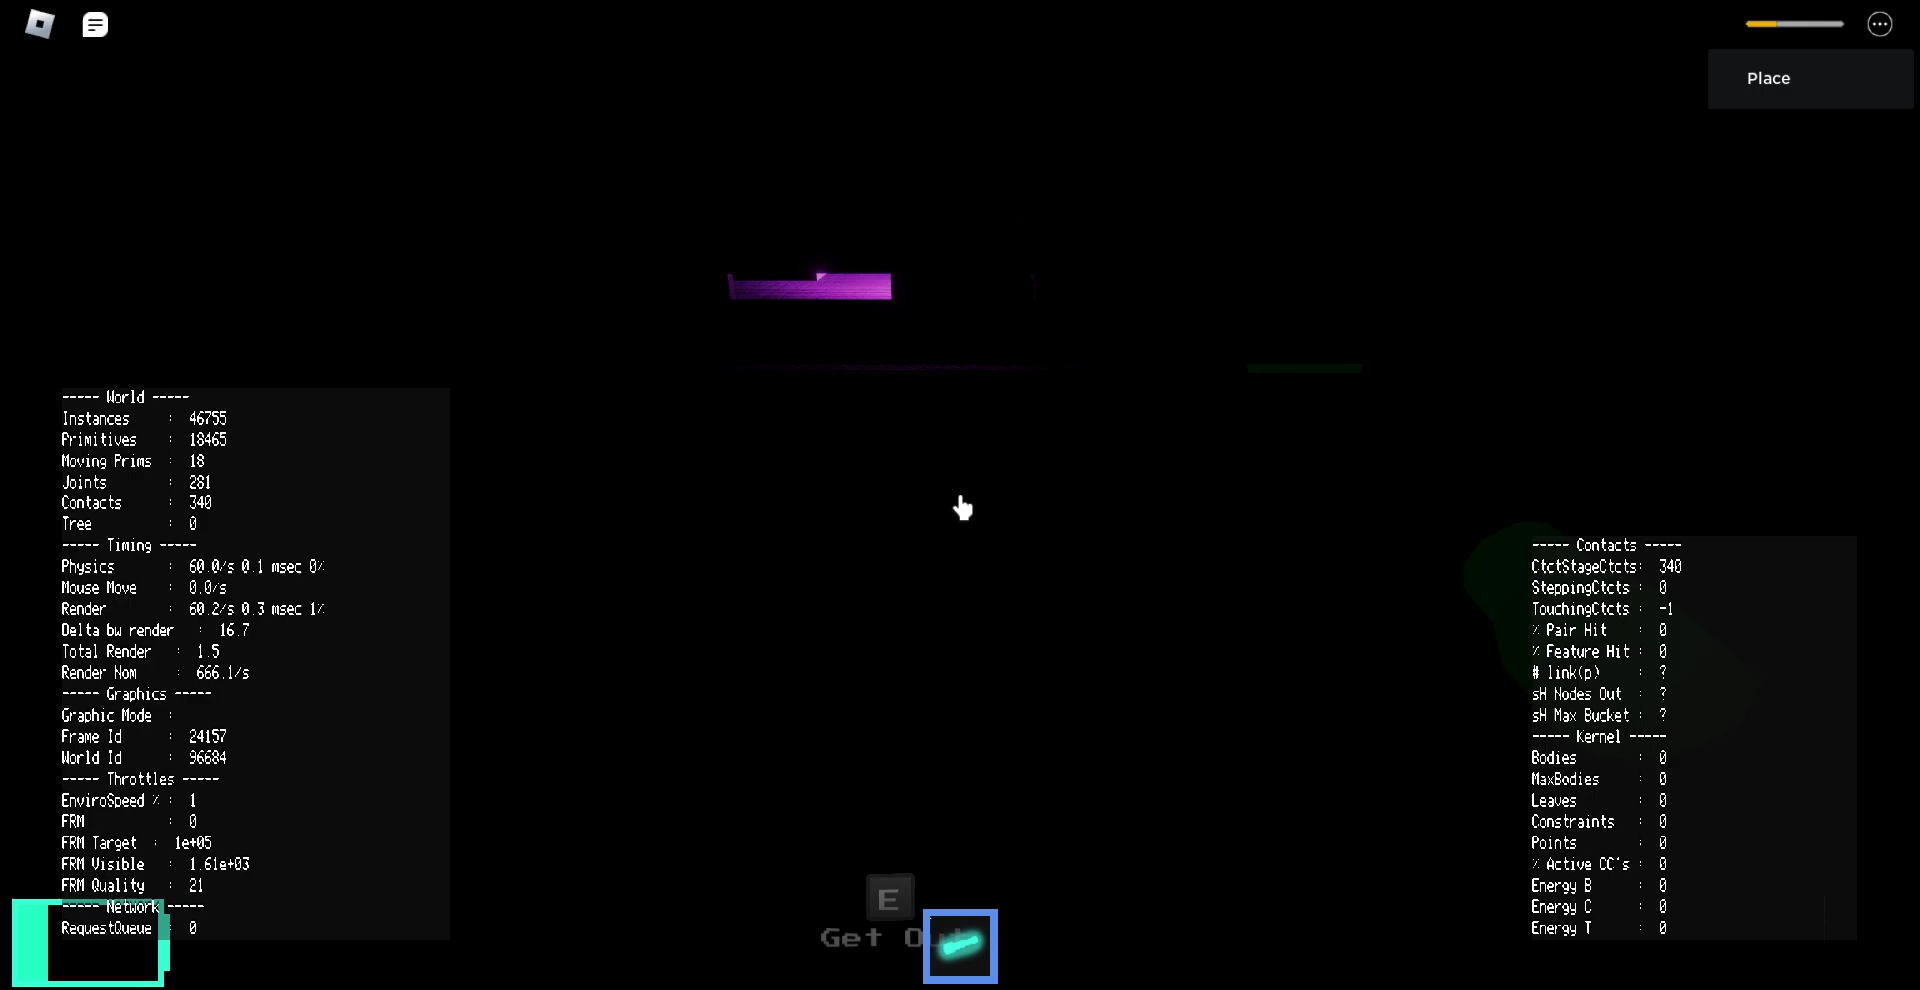 Place
----- World -----
Instances : 46755
Primitives : 18465
Moving Prims : 18
Joints : 281
Contacts : 340
Tree : 0
----- Timing -----
Physics : 60.0/s 0.1 msec 0%
Mouse Move : 0.0/s
Render : 60.2/s 0.3 msec 1%
Delta bw render : 16.7
Total Render : 1.5
Render Nom : 666.1/s
----- Graphics -----
Graphic Mode :
Frame Id : 24157
World Id : 96684
----- Throttles -----
EnviroSpeed % : 1
FRM : 0
FRM Target : 1e+05
FRM Visible : 1.61e+03
FRM Quality : 21
----- Network -----
RequestQueue : 0
----- Contacts -----
CtctStageCtcts: 340
SteppingCtcts : 0
TouchingCtcts : -1
% Pair Hit : 0
% Feature Hit : 0
# link(p) : ?
sH Nodes Out : ?
sH Max Bucket : ?
----- Kernel -----
Bodies : 0
MaxBodies : 0
Leaves : 0
Constraints : 0
Points : 0
% Active CC's : 0
Energy B : 0
Energy C : 0
Energy T : 0
E
Get Out